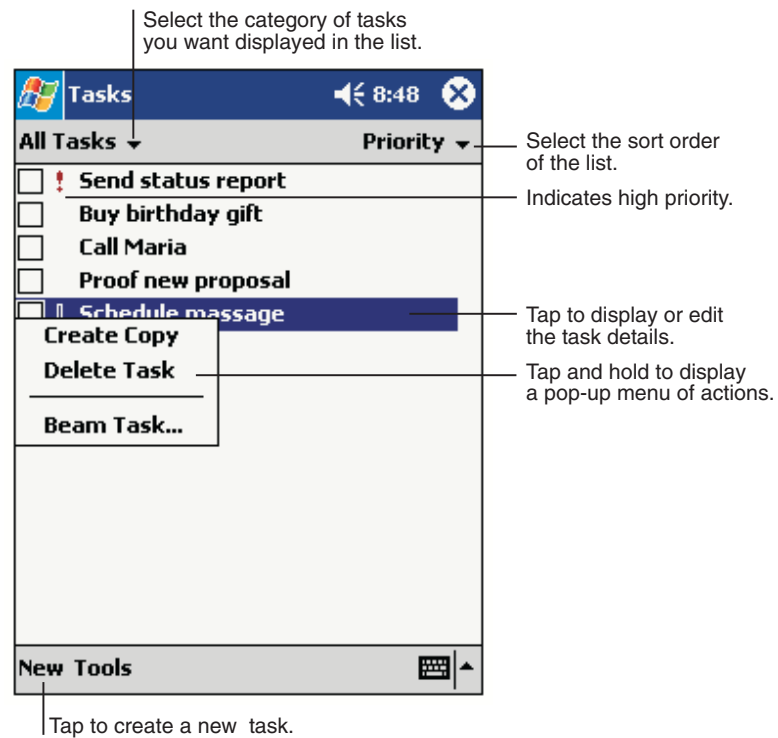 Select the category of tasks
you want displayed in the list.
Tasks 8:48
All Tasks Priority
Select the sort order
of the list.
! Send status report
Indicates high priority.
Buy birthday gift
Call Maria
Proof new proposal
Schedule massage
Tap to display or edit
the task details.
Create Copy
Delete Task
Tap and hold to display
a pop-up menu of actions.
Beam Task...
New Tools
Tap to create a new task.